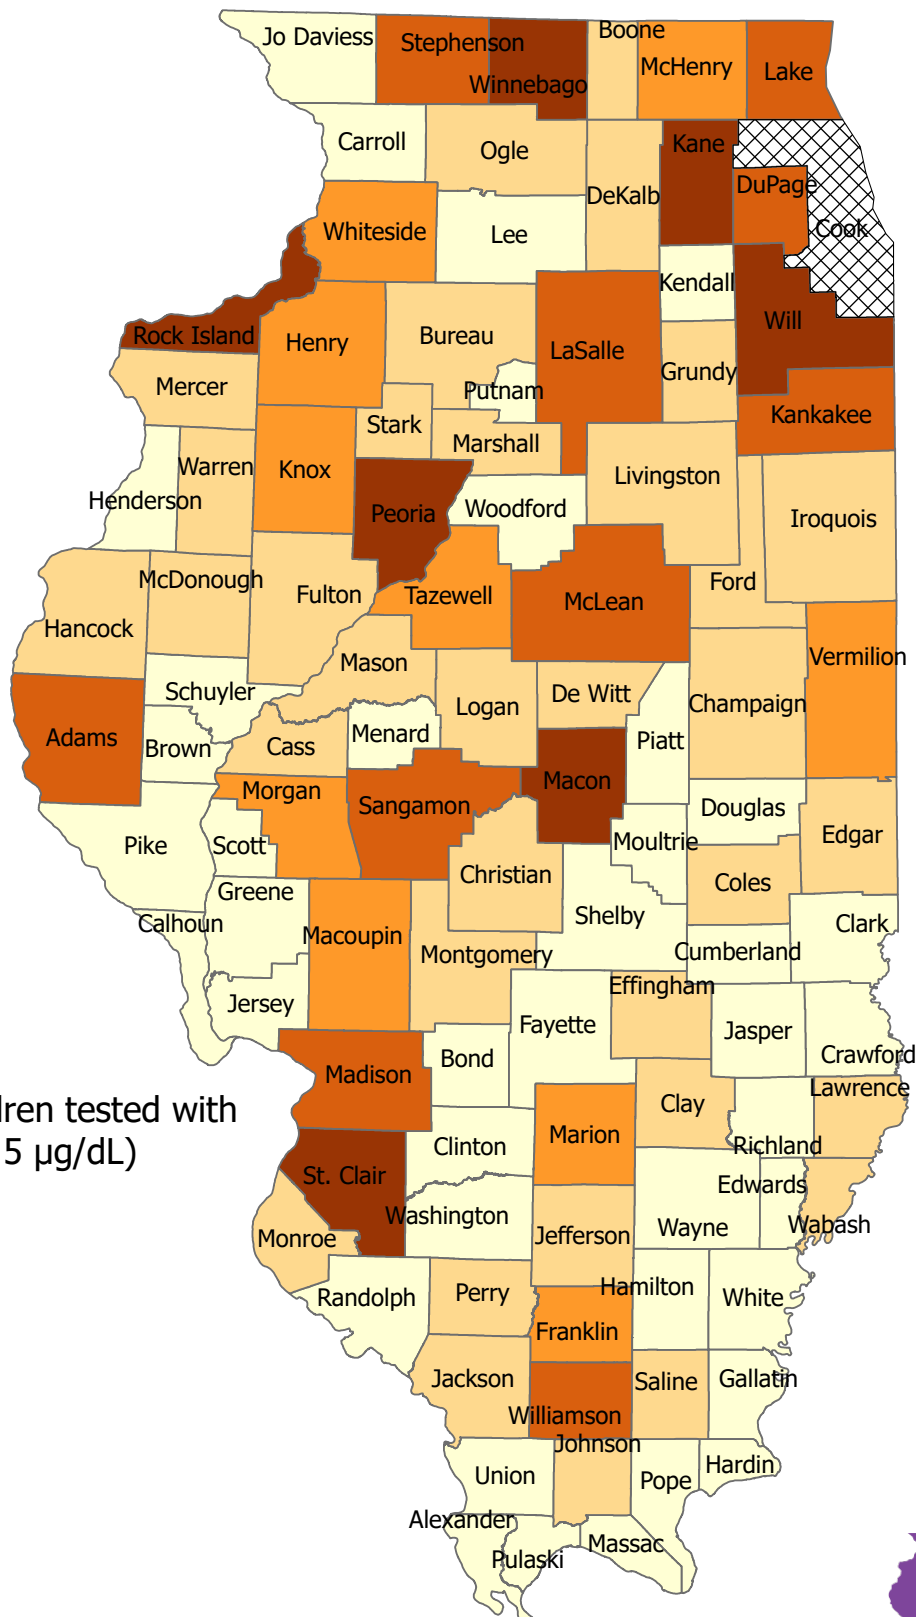 Jo Daviess
Stephenson
Winnebago
Boone
McHenry
Lake
Carroll
Ogle
DeKalb
Kane
DuPage
Cook
Whiteside
Lee
Kendall
Will
Rock Island
Henry
Bureau
LaSalle
Grundy
Kankakee
Mercer
Putnam
Stark
Marshall
Henderson
Warren
Knox
Peoria
Woodford
Livingston
Iroquois
Ford
Hancock
McDonough
Fulton
Tazewell
McLean
Vermilion
Schuyler
Mason
Logan
De Witt
Champaign
Adams
Brown
Cass
Menard
Piatt
Macon
Morgan
Sangamon
Douglas
Pike
Scott
Christian
Moultrie
Coles
Edgar
Greene
Calhoun
Macoupin
Montgomery
Shelby
Cumberland
Clark
Jersey
Effingham
Fayette
Jasper
Crawford
Bond
Madison
Clay
Lawrence
dren tested with
5 µg/dL)
Marion
Clinton
Richland
St. Clair
Washington
Edwards
Wayne
Wabash
Monroe
Jefferson
Randolph
Perry
Hamilton
White
Franklin
Jackson
Saline
Gallatin
Williamson
Johnson
Union
Pope
Hardin
Alexander
Pulaski
Massac